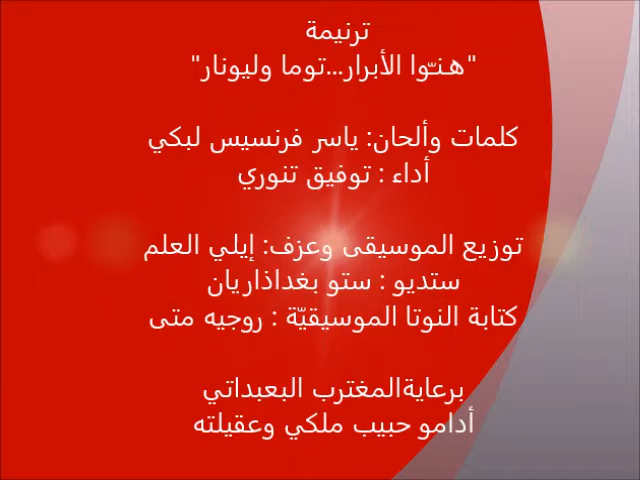 ترنيمة
"هنـّوا الأبرار...توما وليونار"
كلمات وألحان: ياسر فرنسيس لبكي
أداء : توفيق تنوري
توزيع الموسيقى وعزف: إيلي العلم
ستديو : ستو بغداذاريان
كتابة النوتا الموسيقيّة : روجيه متى
برعايةالمغترب البعبداتي
أدامو حبيب ملكي وعقيلته